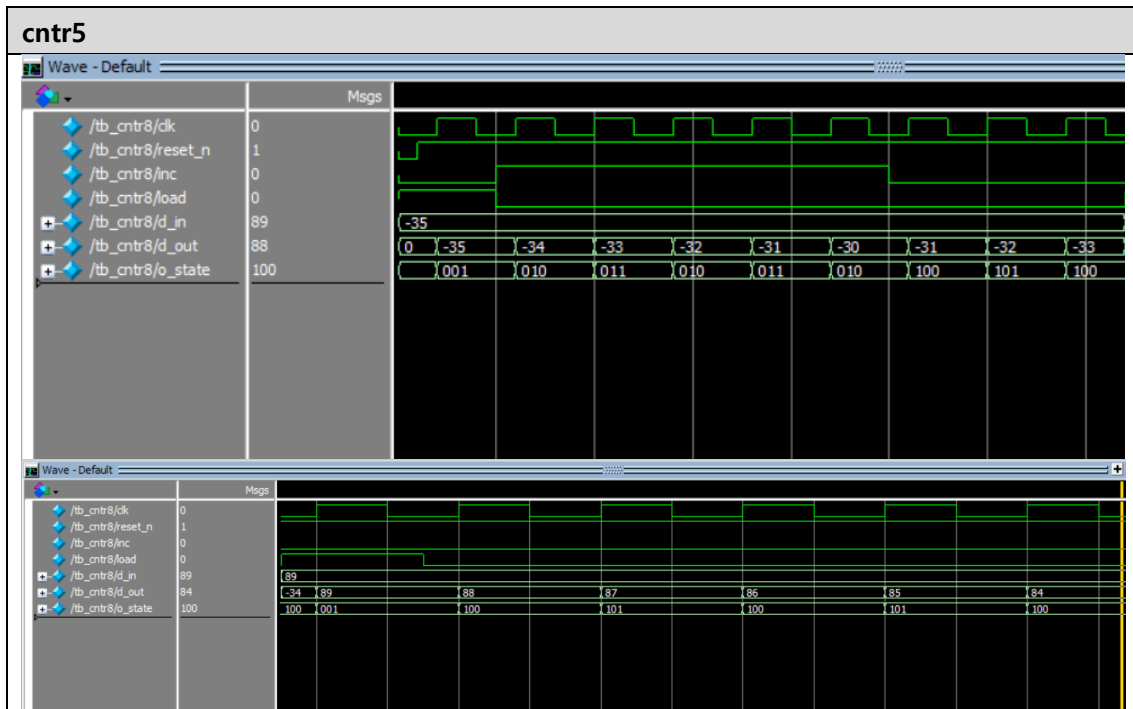 cntr5
Wave - Default
Msgs
/tb_cntr8/clk 0
/tb_cntr8/reset_n 1
/tb_cntr8/inc 0
/tb_cntr8/load 0
/tb_cntr8/d_in 89 -35
/tb_cntr8/d_out 88 0 -35 -34 -33 -32 -31 -30 -31 -32 -33
/tb_cntr8/o_state 100 001 010 011 010 011 010 100 101 100
Wave - Default
Msgs
/tb_cntr8/clk 0
/tb_cntr8/reset_n 1
/tb_cntr8/inc 0
/tb_cntr8/load 0
/tb_cntr8/d_in 89 89
/tb_cntr8/d_out 84 -34 89 88 87 86 85 84
/tb_cntr8/o_state 100 100 001 100 101 100 101 100